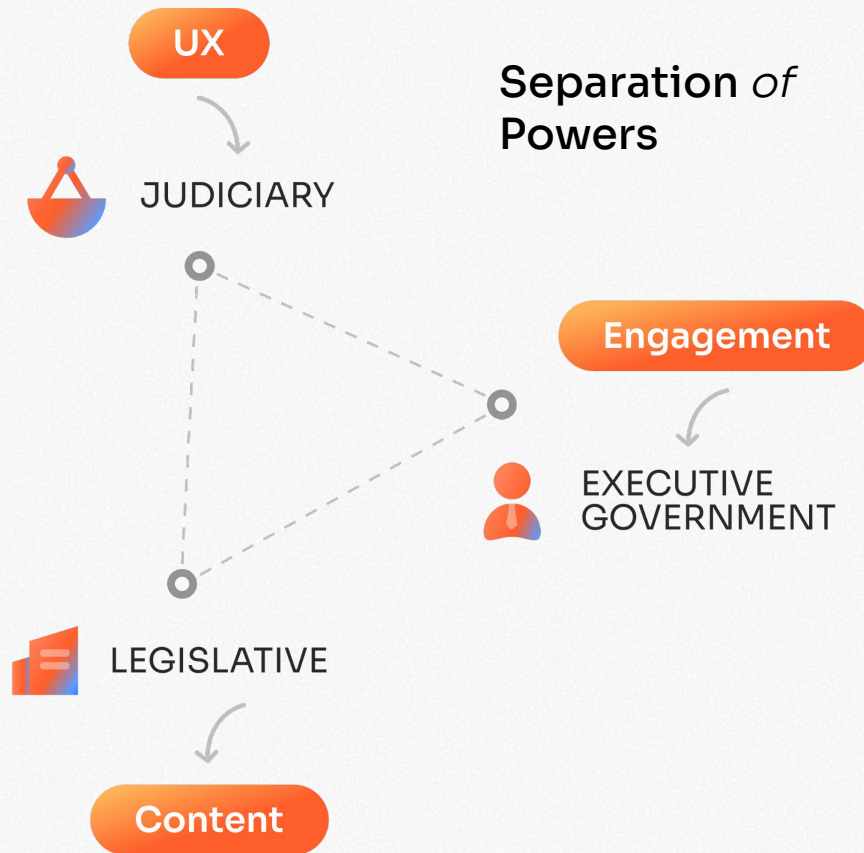 UX
Separation of
Powers
JUDICIARY
Engagement
EXECUTIVE
GOVERNMENT
LEGISLATIVE
Content